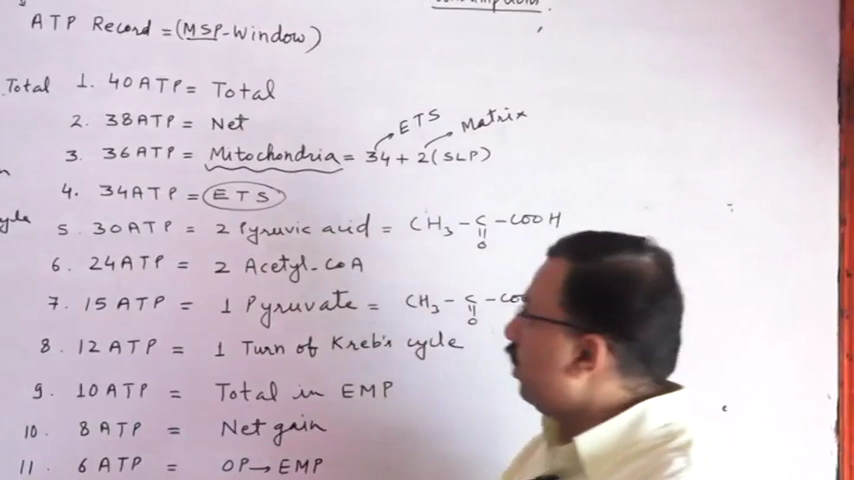 ATP Record = (MSP-Window)
Total 1. 40 ATP = Total
2. 38 ATP = Net
3. 36 ATP = Mitochondria = 34 + 2 (SLP)
ETS
Matrix
4. 34 ATP = ETS
5. 30 ATP = 2 Pyruvic acid = CH3-C-COOH
O
6. 24 ATP = 2 Acetyl-CoA
7. 15 ATP = 1 Pyruvate = CH3-C-COO
O
8. 12 ATP = 1 Turn of Kreb's cycle
9. 10 ATP = Total in EMP
10. 8 ATP = Net gain
11. 6 ATP = OP→EMP